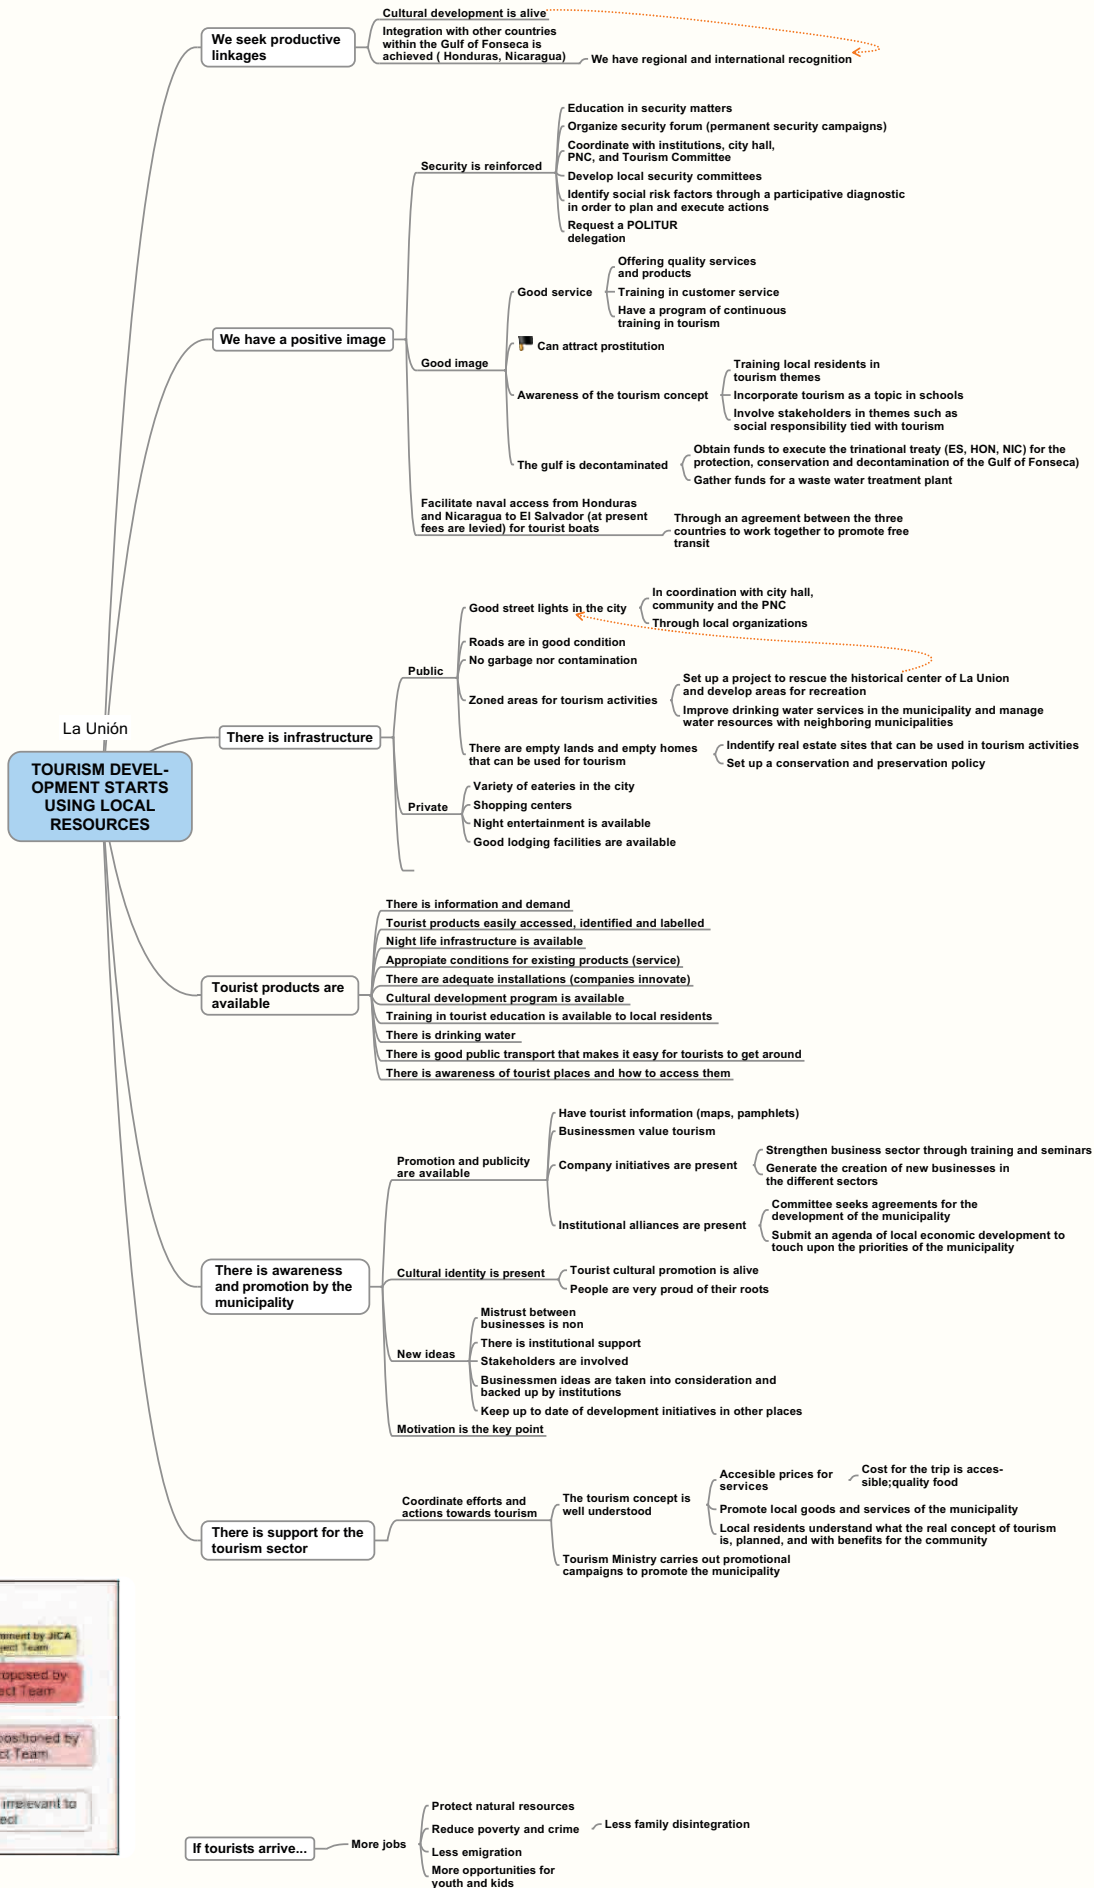 Cultural development is alive
We seek productive
linkages
Integration with other countries
within the Gulf of Fonseca is
achieved ( Honduras, Nicaragua)
We have regional and international recognition
Education in security matters
Organize security forum (permanent security campaigns)
Coordinate with institutions, city hall,
PNC, and Tourism Committee
Security is reinforced
Develop local security committees
Identify social risk factors through a participative diagnostic
in order to plan and execute actions
Request a POLITUR
delegation
Offering quality services
and products
Good service
Training in customer service
Have a program of continuous
training in tourism
We have a positive image
Can attract prostitution
Good image
Training local residents in
tourism themes
Awareness of the tourism concept
Incorporate tourism as a topic in schools
Involve stakeholders in themes such as
social responsibility tied with tourism
The gulf is decontaminated
Obtain funds to execute the trinational treaty (ES, HON, NIC) for the
protection, conservation and decontamination of the Gulf of Fonseca)
Gather funds for a waste water treatment plant
Facilitate naval access from Honduras
and Nicaragua to El Salvador (at present
fees are levied) for tourist boats
Through an agreement between the three
countries to work together to promote free
transit
In coordination with city hall,
community and the PNC
Good street lights in the city
Through local organizations
Roads are in good condition
No garbage nor contamination
Public
Set up a project to rescue the historical center of La Union
and develop areas for recreation
Zoned areas for tourism activities
Improve drinking water services in the municipality and manage
water resources with neighboring municipalities
La Unión
There is infrastructure
There are empty lands and empty homes
that can be used for tourism
Indentify real estate sites that can be used in tourism activities
Set up a conservation and preservation policy
TOURISM DEVEL-
OPMENT STARTS
USING LOCAL
RESOURCES
Variety of eateries in the city
Private
Shopping centers
Night entertainment is available
Good lodging facilities are available
There is information and demand
Tourist products easily accessed, identified and labelled
Night life infrastructure is available
Appropiate conditions for existing products (service)
There are adequate installations (companies innovate)
Tourist products are
available
Cultural development program is available
Training in tourist education is available to local residents
There is drinking water
There is good public transport that makes it easy for tourists to get around
There is awareness of tourist places and how to access them
Have tourist information (maps, pamphlets)
Businessmen value tourism
Promotion and publicity
are available
Company initiatives are present
Strengthen business sector through training and seminars
Generate the creation of new businesses in
the different sectors
Institutional alliances are present
Committee seeks agreements for the
development of the municipality
Submit an agenda of local economic development to
touch upon the priorities of the municipality
There is awareness
and promotion by the
municipality
Cultural identity is present
Tourist cultural promotion is alive
People are very proud of their roots
Mistrust between
businesses is non
There is institutional support
New ideas
Stakeholders are involved
Businessmen ideas are taken into consideration and
backed up by institutions
Keep up to date of development initiatives in other places
Motivation is the key point
There is support for the
tourism sector
Coordinate efforts and
actions towards tourism
The tourism concept is
well understood
Accesible prices for
services
Cost for the trip is acces-
sible;quality food
Promote local goods and services of the municipality
Local residents understand what the real concept of tourism
is, planned, and with benefits for the community
Tourism Ministry carries out promotional
campaigns to promote the municipality
by JICA
Team
by
Team
by
Team
irrelevant to
If tourists arrive...
More jobs
Protect natural resources
Reduce poverty and crime
Less family disintegration
Less emigration
More opportunities for
youth and kids